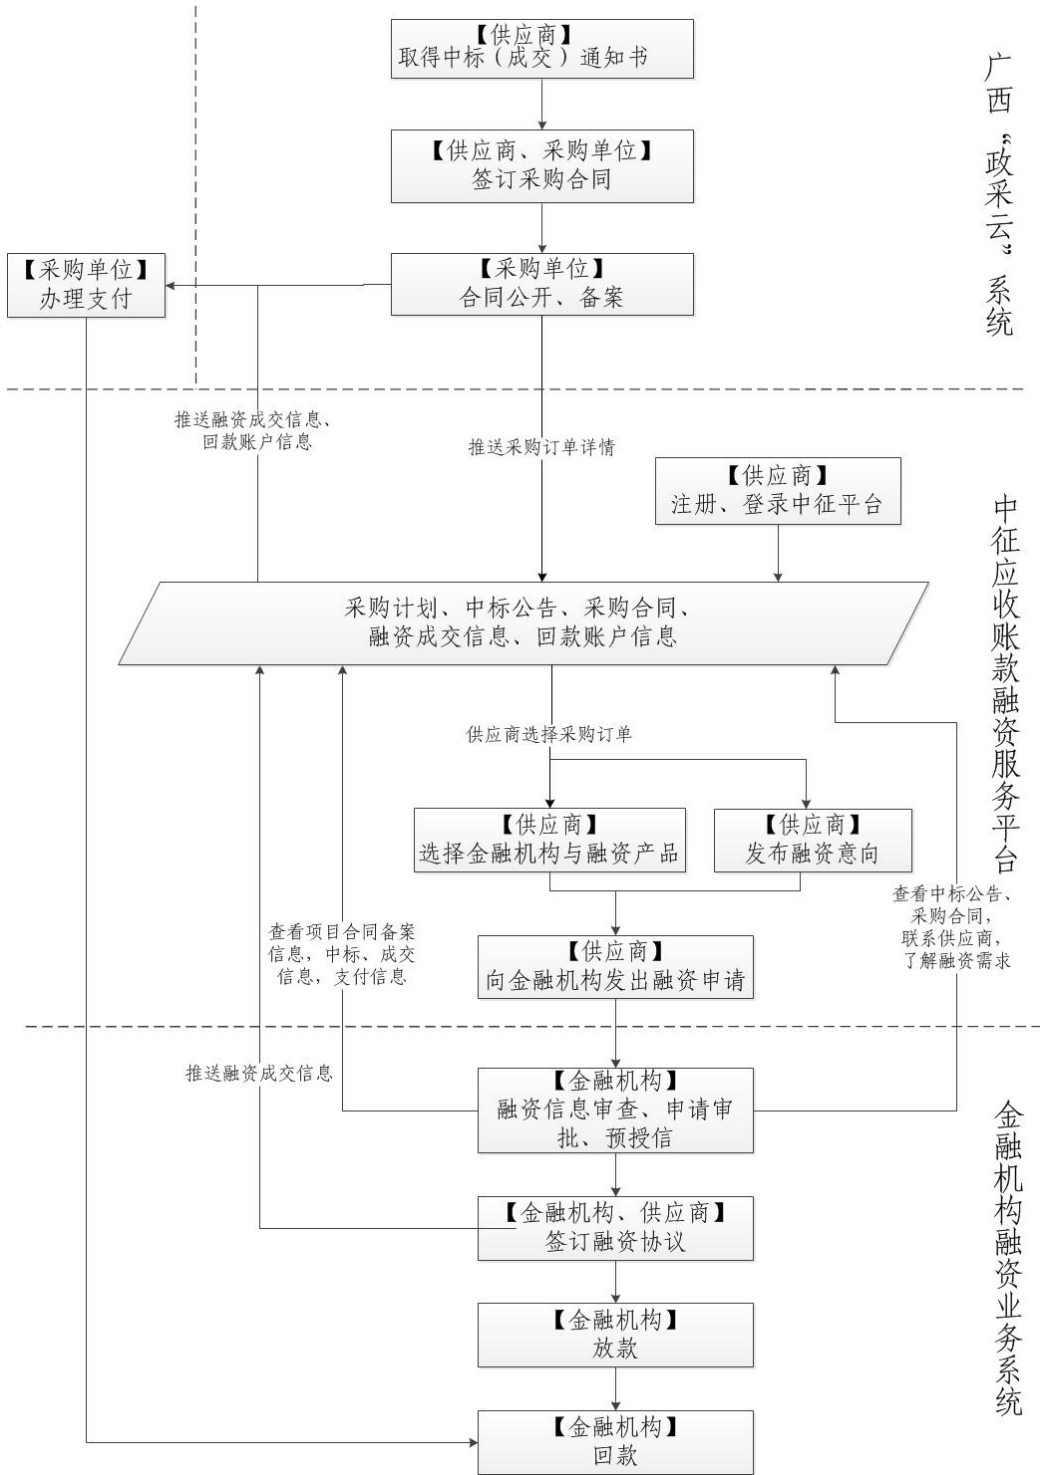 【供应商】
取得中标（成交）通知书
【供应商、采购单位】
签订采购合同
【采购单位】
合同公开、备案
【采购单位】
办理支付
广西“政采云”系统
推送融资成交信息、
回款账户信息
推送采购订单详情
【供应商】
注册、登录中征平台
采购计划、中标公告、采购合同、
融资成交信息、回款账户信息
供应商选择采购订单
【供应商】
选择金融机构与融资产品
【供应商】
发布融资意向
中征应收账款融资服务平台
查看中标公告、
采购合同，
联系供应商，
了解融资需求
查看项目合同备案
信息，中标、成交
信息，支付信息
【供应商】
向金融机构发出融资申请
推送融资成交信息
【金融机构】
融资信息审查、申请审
批、预授信
【金融机构、供应商】
签订融资协议
【金融机构】
放款
【金融机构】
回款
金融机构融资业务系统